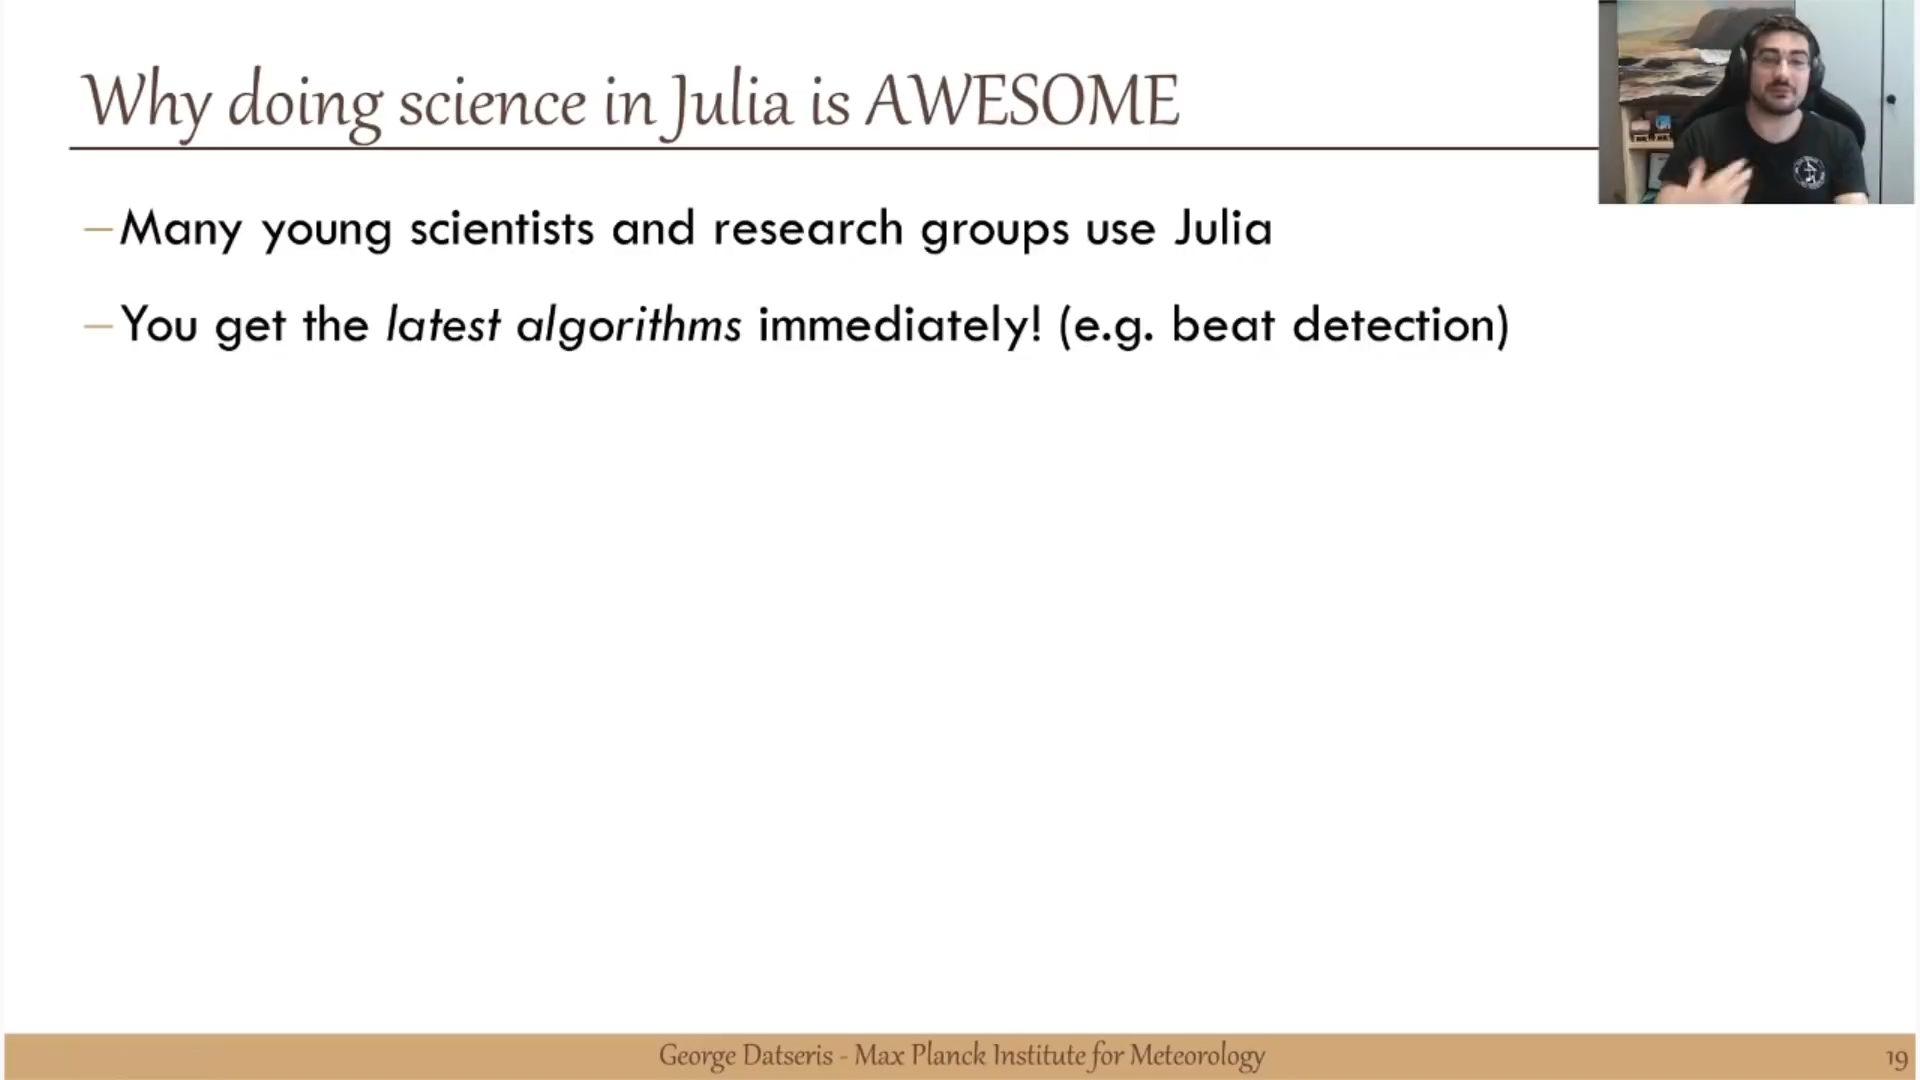 Why doing science in Julia is AWESOME
– Many young scientists and research groups use Julia
– You get the latest algorithms immediately! (e.g. beat detection)
George Datseris - Max Planck Institute for Meteorology
19